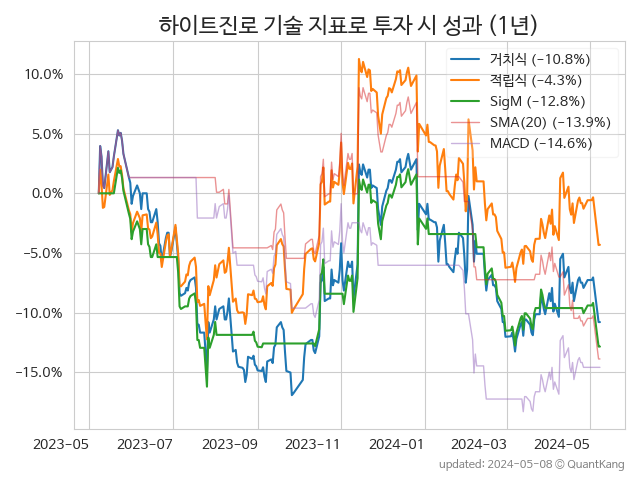 하이트진로 기술 지표로 투자 시 성과 (1년)
거치식 (−10.8%)
적립식 (−4.3%)
SigM (−12.8%)
SMA(20) (−13.9%)
MACD (−14.6%)
10.0%
5.0%
0.0%
−5.0%
−10.0%
−15.0%
2023-05 2023-07 2023-09 2023-11 2024-01 2024-03 2024-05
updated: 2024-05-08 ⓒ QuantKang